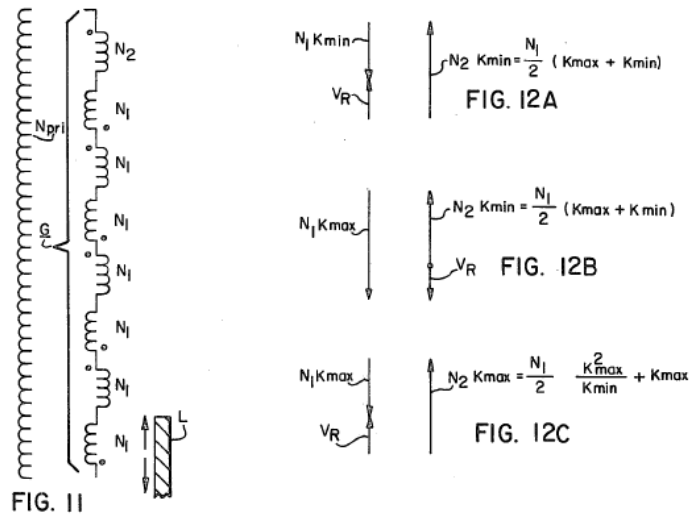 N2
N1
Npri
N1
N1
G
N1
N1
N1
N1
L
FIG. 11
N1 Kmin
VR
N2 Kmin = N1/2 (Kmax + Kmin)
FIG. 12A
N1 Kmax
N2 Kmin = N1/2 (Kmax + Kmin)
VR
FIG. 12B
N1 Kmax
VR
N2 Kmax = N1/2 K²max/Kmin + Kmax
FIG. 12C